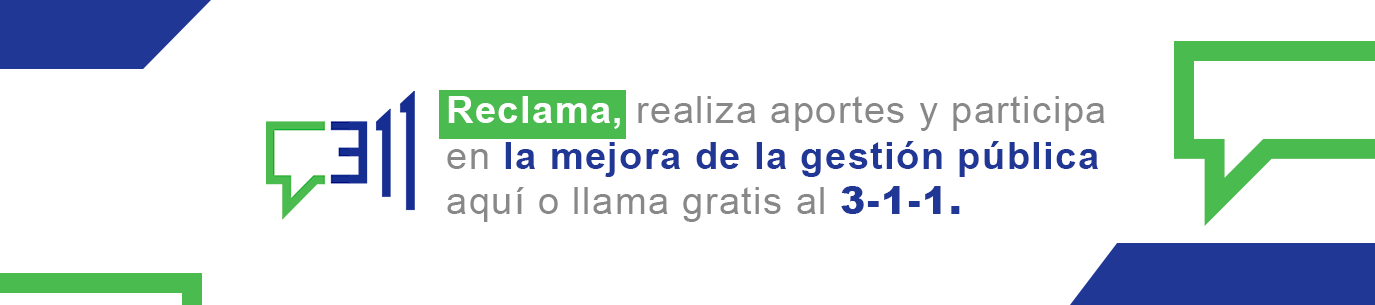 311
Reclama, realiza aportes y participa
en la mejora de la gestión pública
aquí o llama gratis al 3-1-1.